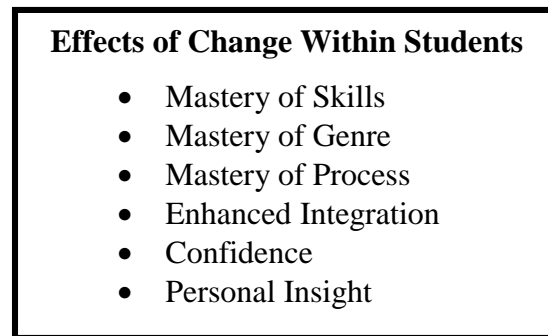 Effects of Change Within Students
• Mastery of Skills
• Mastery of Genre
• Mastery of Process
• Enhanced Integration
• Confidence
• Personal Insight